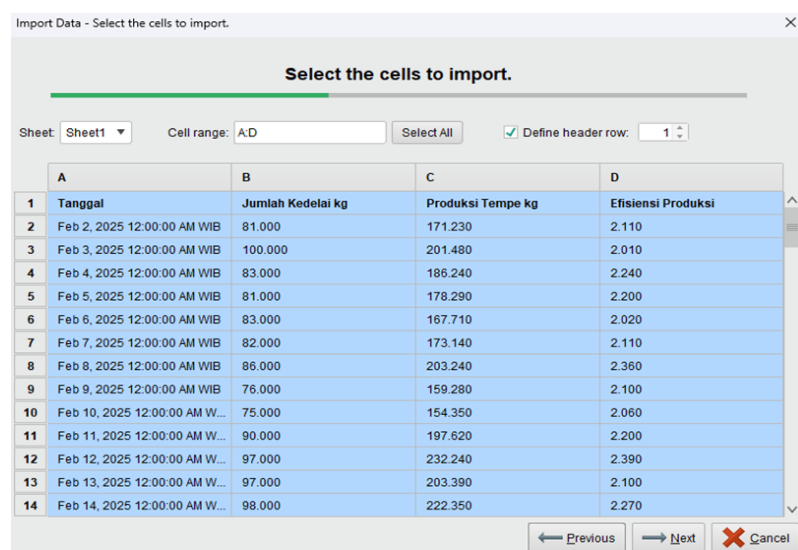 Import Data - Select the cells to import.
Select the cells to import.
Sheet: Sheet1 Cell range: A:D Select All Define header row: 1
A B C D
1 Tanggal Jumlah Kedelai kg Produksi Tempe kg Efisiensi Produksi
2 Feb 2, 2025 12:00:00 AM WIB 81.000 171.230 2.110
3 Feb 3, 2025 12:00:00 AM WIB 100.000 201.480 2.010
4 Feb 4, 2025 12:00:00 AM WIB 83.000 186.240 2.240
5 Feb 5, 2025 12:00:00 AM WIB 81.000 178.290 2.200
6 Feb 6, 2025 12:00:00 AM WIB 83.000 167.710 2.020
7 Feb 7, 2025 12:00:00 AM WIB 82.000 173.140 2.110
8 Feb 8, 2025 12:00:00 AM WIB 86.000 203.240 2.360
9 Feb 9, 2025 12:00:00 AM WIB 76.000 159.280 2.100
10 Feb 10, 2025 12:00:00 AM W... 75.000 154.350 2.060
11 Feb 11, 2025 12:00:00 AM W... 90.000 197.620 2.200
12 Feb 12, 2025 12:00:00 AM W... 97.000 232.240 2.390
13 Feb 13, 2025 12:00:00 AM W... 97.000 203.390 2.100
14 Feb 14, 2025 12:00:00 AM W... 98.000 222.350 2.270
Previous Next Cancel